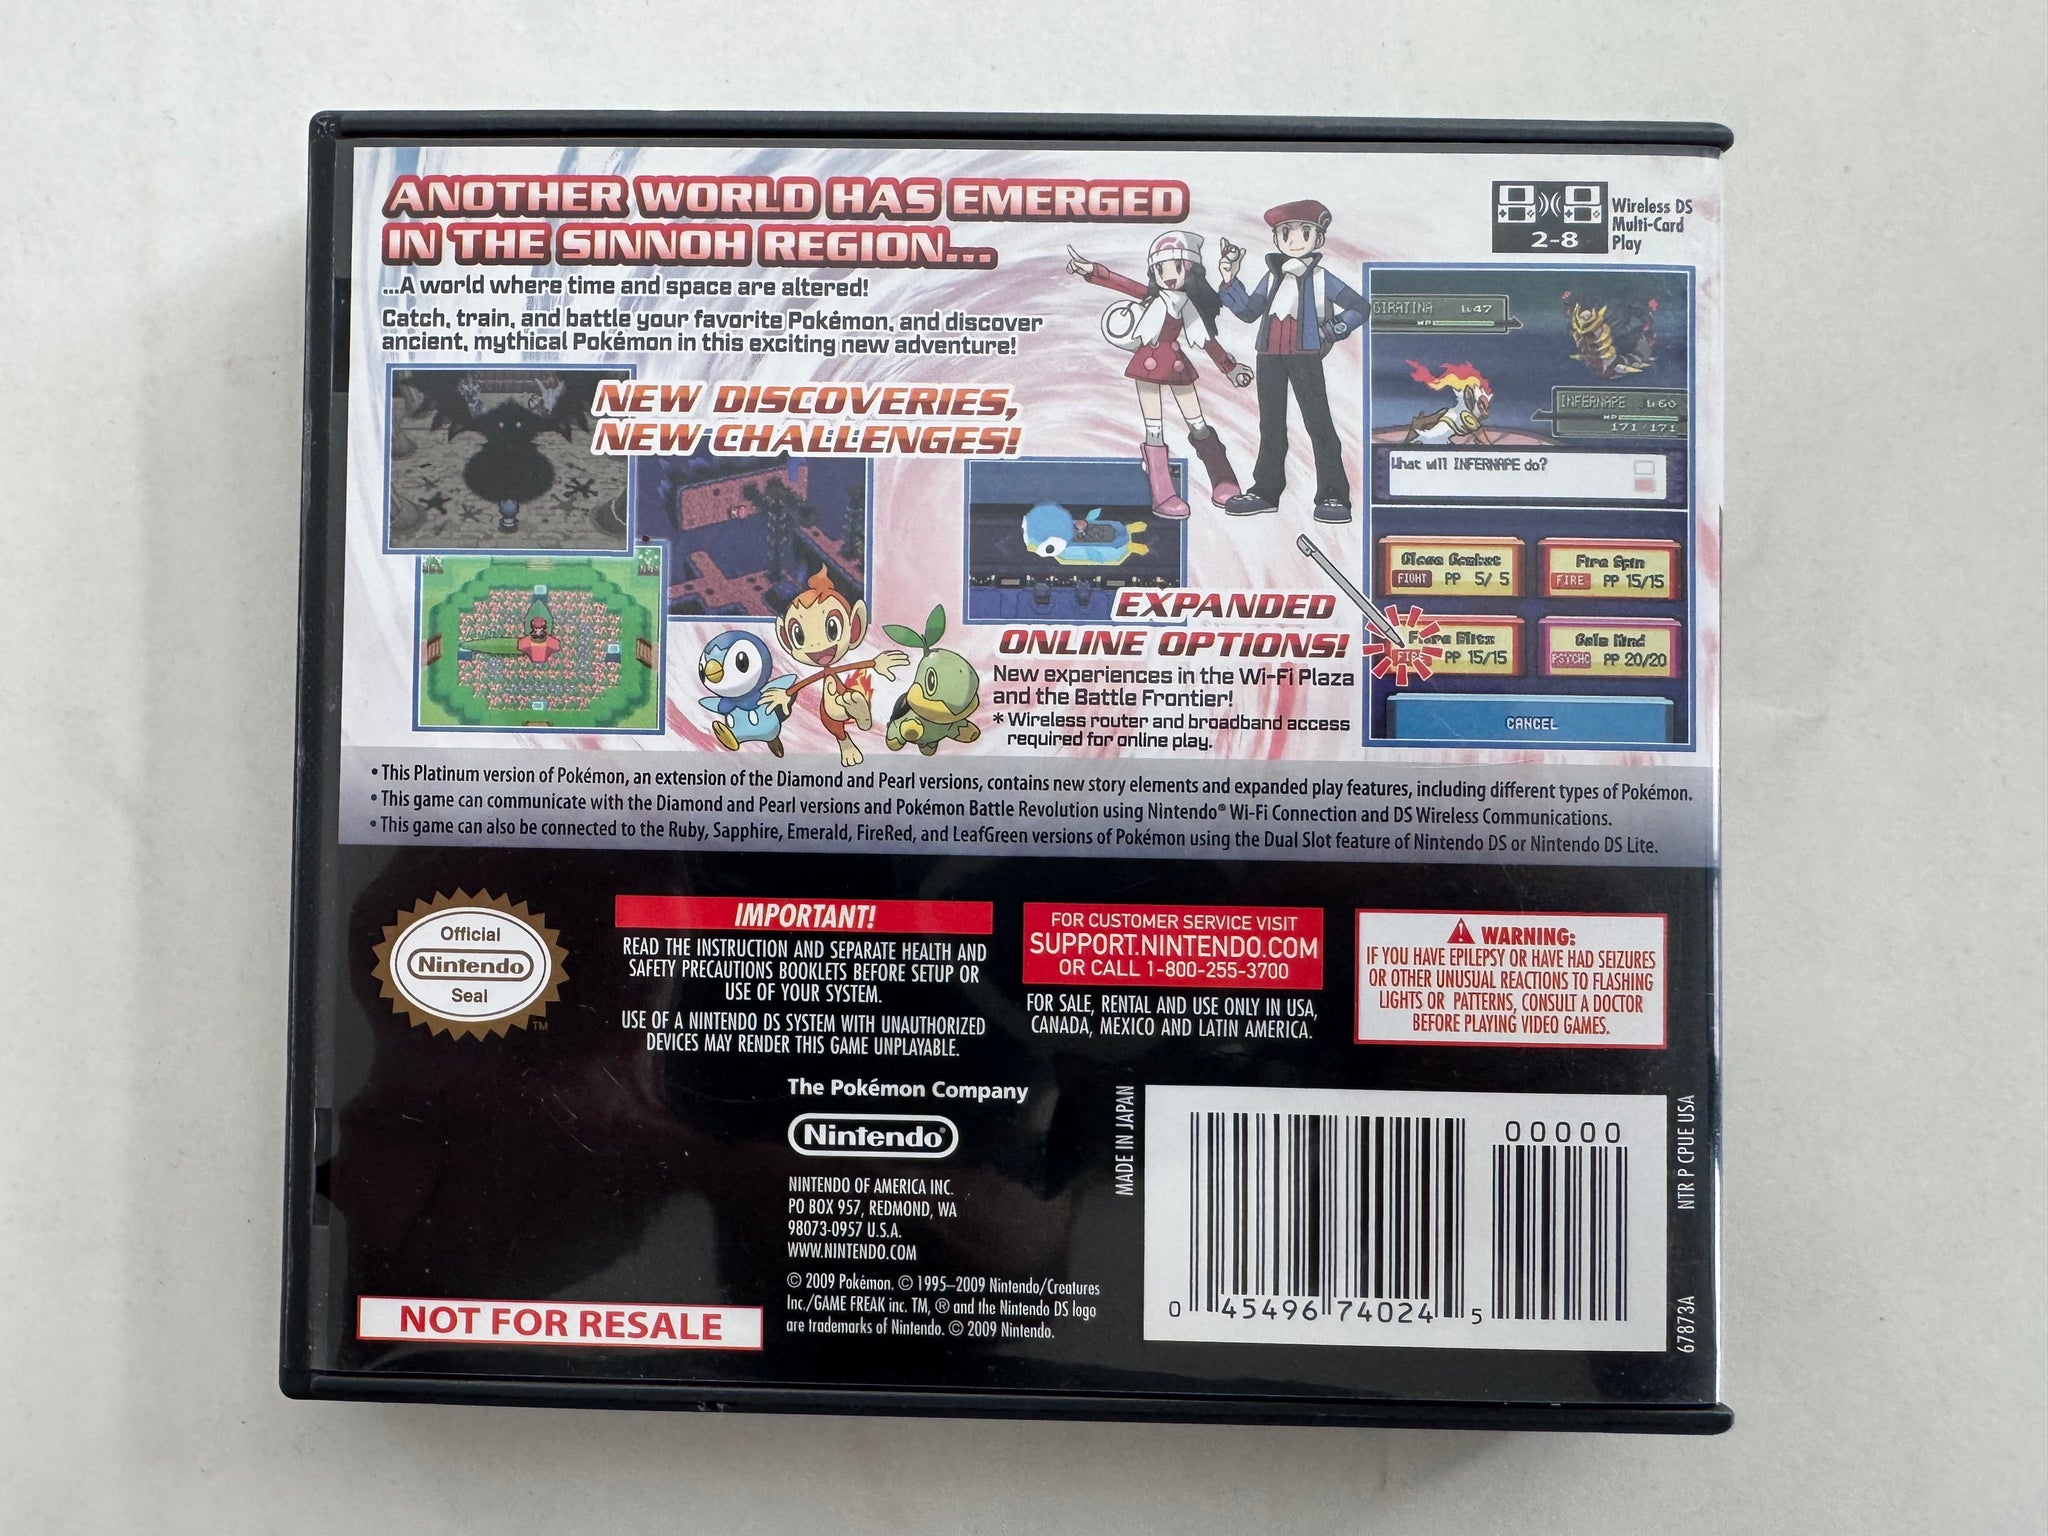 ANOTHER WORLD HAS EMERGED
IN THE SINNOH REGION...
...A world where time and space are altered!
Catch, train, and battle your favorite Pokémon, and discover
ancient, mythical Pokémon in this exciting new adventure!
NEW DISCOVERIES,
NEW CHALLENGES!
2-8
Wireless DS
Multi-Card
Play
GIRATINA Lv47
HP
INFERNAPE Lv60
HP
171/171
What will INFERNAPE do?
Close Combat
FIGHT PP 5/5
Fire Spin
FIRE PP 15/15
Flare Blitz
FIRE PP 15/15
Calm Mind
PSYCHC PP 20/20
CANCEL
EXPANDED
ONLINE OPTIONS!
New experiences in the Wi-Fi Plaza
and the Battle Frontier!
* Wireless router and broadband access
required for online play.
• This Platinum version of Pokémon, an extension of the Diamond and Pearl versions, contains new story elements and expanded play features, including different types of Pokémon.
• This game can communicate with the Diamond and Pearl versions and Pokémon Battle Revolution using Nintendo® Wi-Fi Connection and DS Wireless Communications.
• This game can also be connected to the Ruby, Sapphire, Emerald, FireRed, and LeafGreen versions of Pokémon using the Dual Slot feature of Nintendo DS or Nintendo DS Lite.
Official
Nintendo
Seal
TM
IMPORTANT!
READ THE INSTRUCTION AND SEPARATE HEALTH AND
SAFETY PRECAUTIONS BOOKLETS BEFORE SETUP OR
USE OF YOUR SYSTEM.
USE OF A NINTENDO DS SYSTEM WITH UNAUTHORIZED
DEVICES MAY RENDER THIS GAME UNPLAYABLE.
FOR CUSTOMER SERVICE VISIT
SUPPORT.NINTENDO.COM
OR CALL 1-800-255-3700
FOR SALE, RENTAL AND USE ONLY IN USA,
CANADA, MEXICO AND LATIN AMERICA.
WARNING:
IF YOU HAVE EPILEPSY OR HAVE HAD SEIZURES
OR OTHER UNUSUAL REACTIONS TO FLASHING
LIGHTS OR PATTERNS, CONSULT A DOCTOR
BEFORE PLAYING VIDEO GAMES.
The Pokémon Company
Nintendo®
NINTENDO OF AMERICA INC.
PO BOX 957, REDMOND, WA
98073-0957 U.S.A.
WWW.NINTENDO.COM
© 2009 Pokémon. © 1995–2009 Nintendo/Creatures
Inc./GAME FREAK inc. TM, ® and the Nintendo DS logo
are trademarks of Nintendo. © 2009 Nintendo.
NOT FOR RESALE
MADE IN JAPAN
00000
0 45496 74024 5
NTR P CPUE USA
67873A